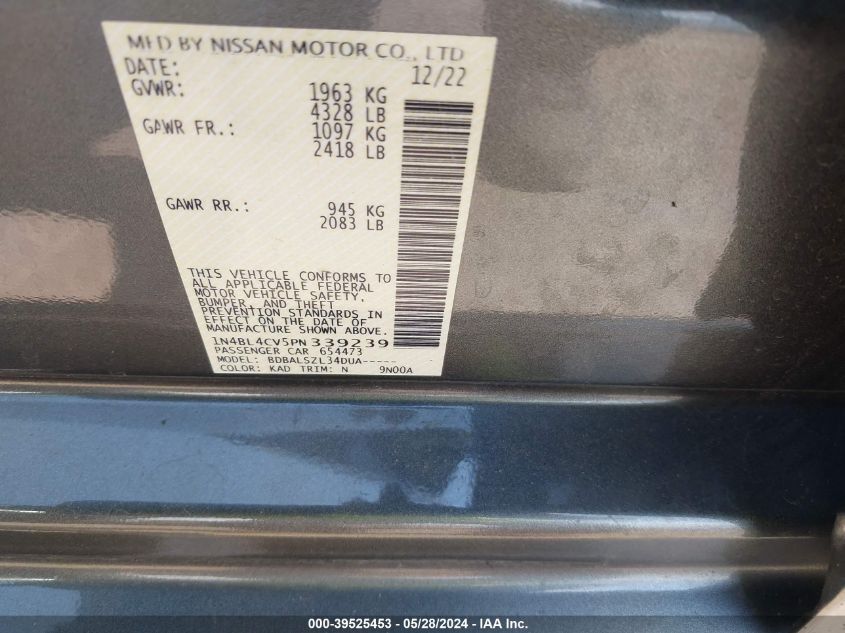 MFD BY NISSAN MOTOR CO., LTD
DATE: 12/22
GVWR: 1963 KG
4328 LB
GAWR FR.: 1097 KG
2418 LB
GAWR RR.: 945 KG
2083 LB
THIS VEHICLE CONFORMS TO
ALL APPLICABLE FEDERAL
MOTOR VEHICLE SAFETY,
BUMPER, AND THEFT
PREVENTION STANDARDS IN
EFFECT ON THE DATE OF
MANUFACTURE SHOWN ABOVE.
1N4BL4CV5PN 339239
PASSENGER CAR 654473
MODEL: BDBALSZL34DUA-----
COLOR: KAD TRIM: N 9N00A
000-39525453 / 05/28/2024 - IAA Inc.